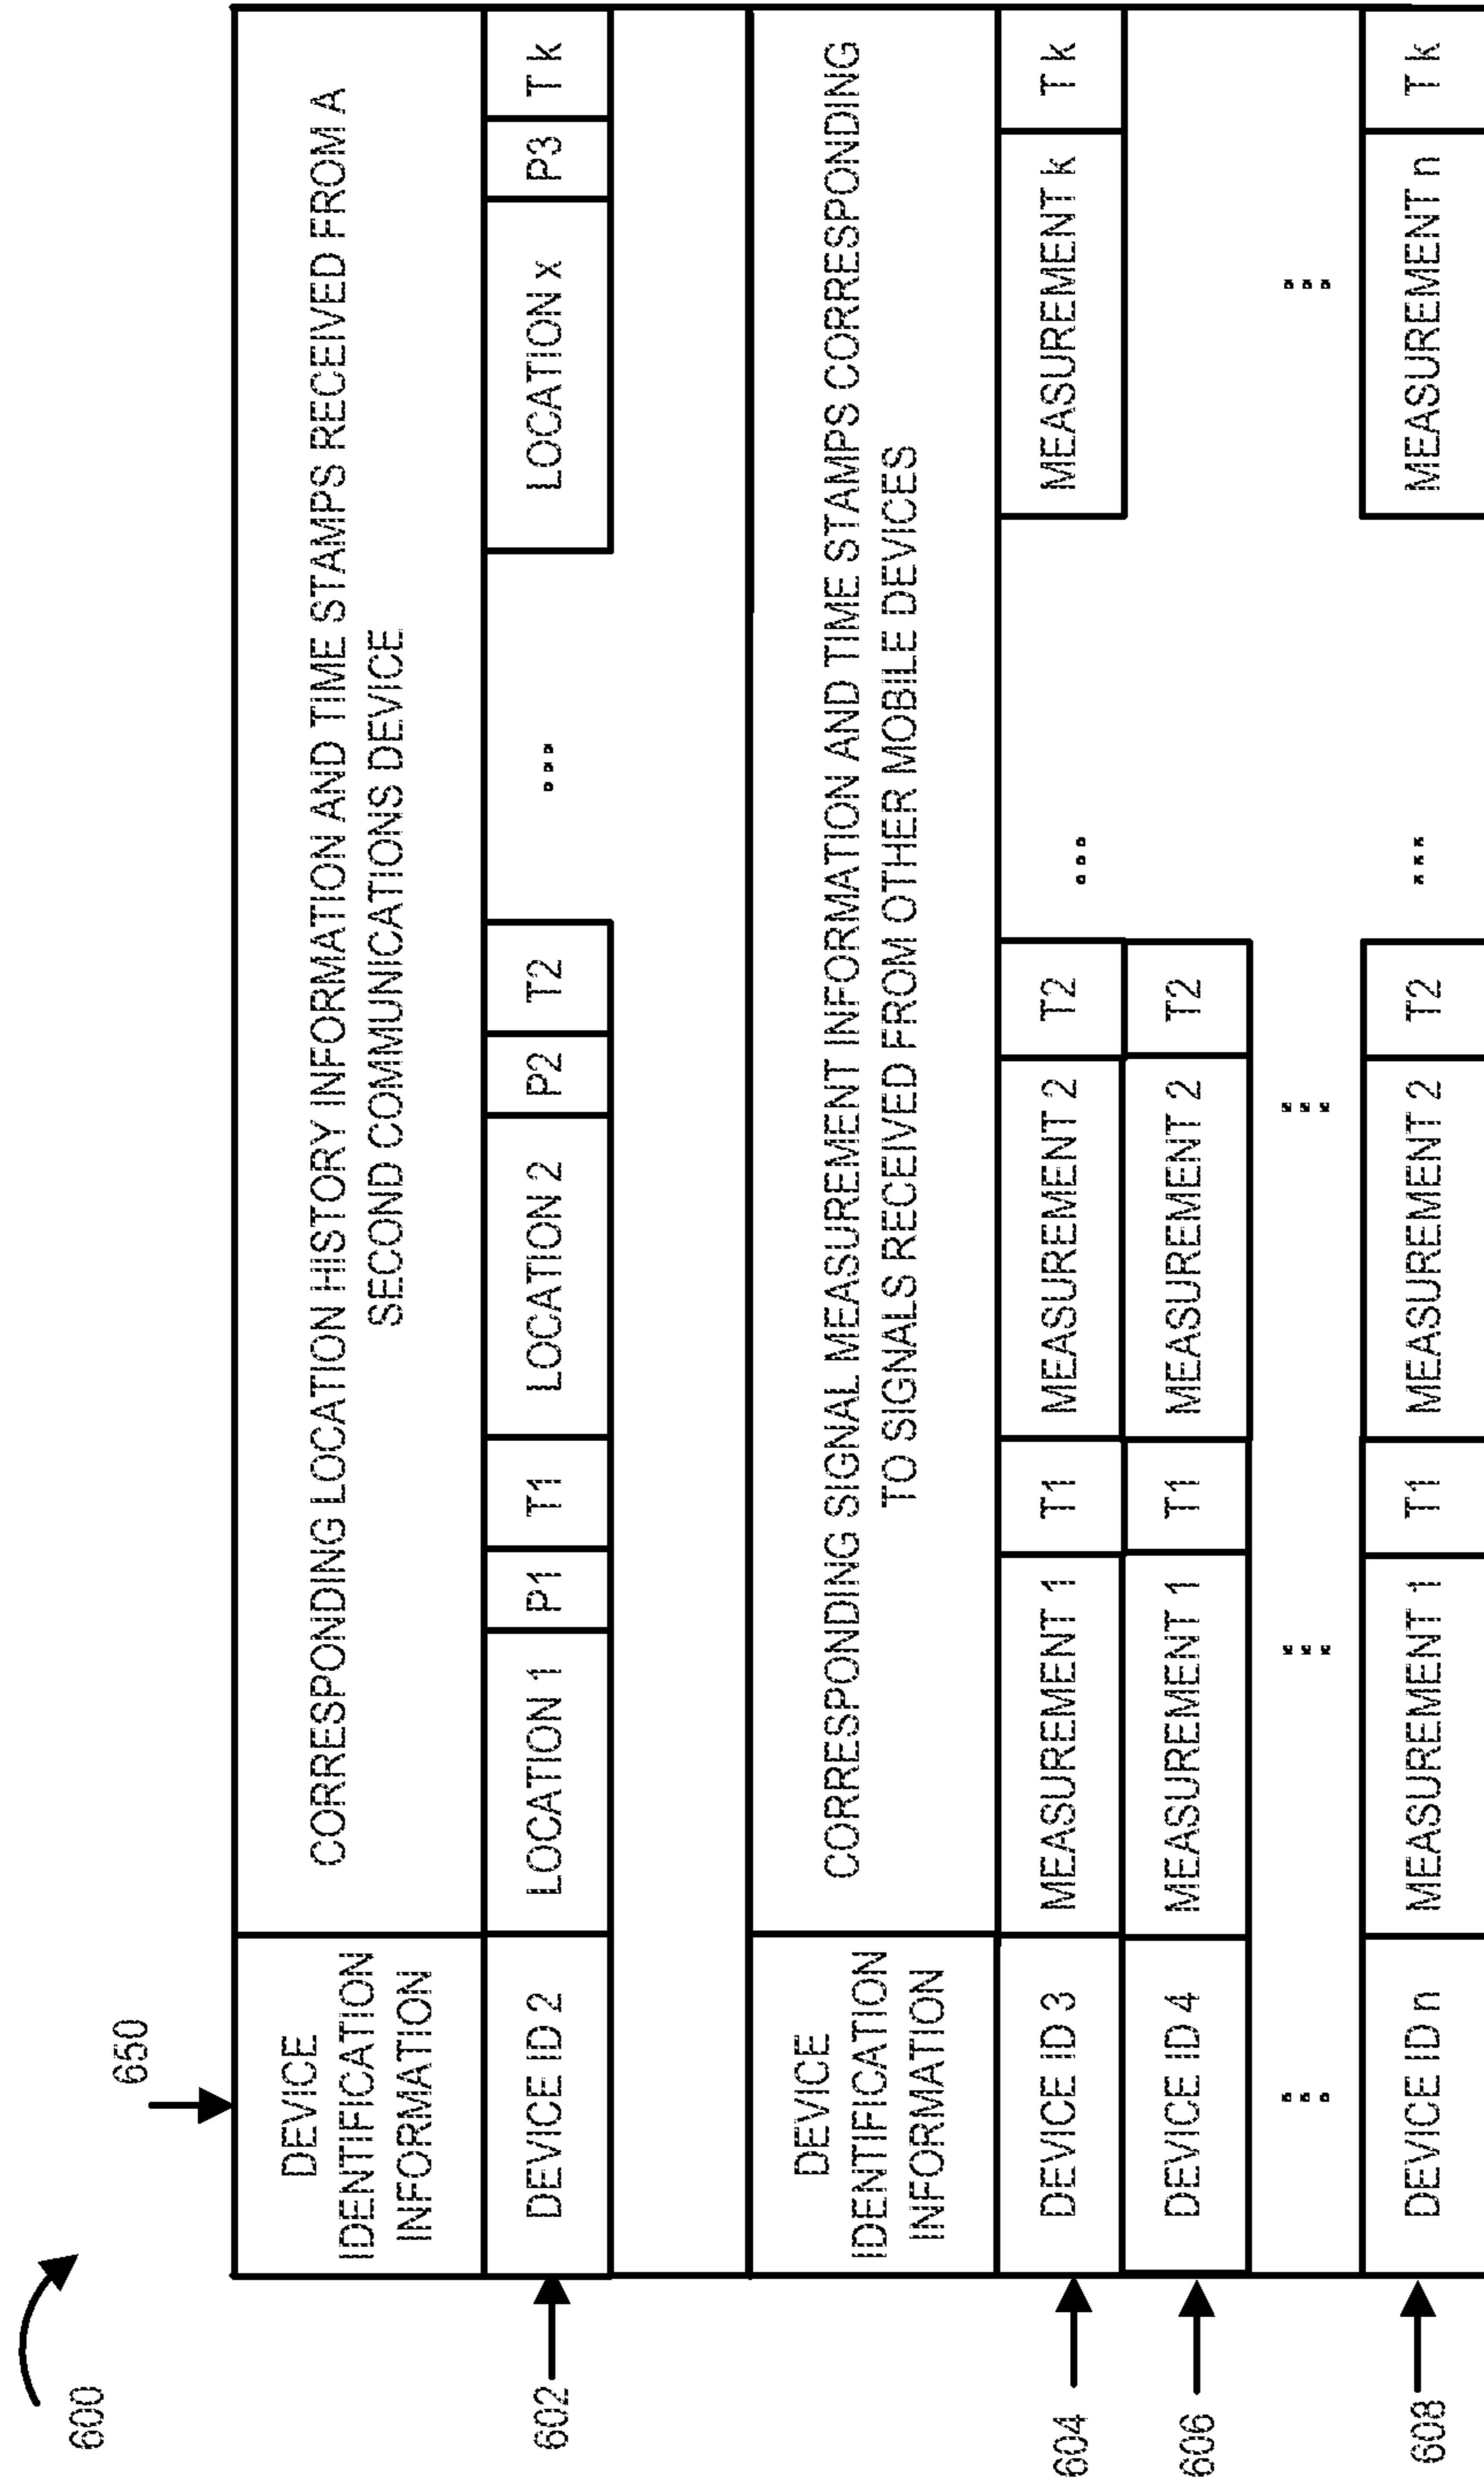 600
650
DEVICE
IDENTIFICATION
INFORMATION
CORRESPONDING LOCATION HISTORY INFORMATION AND TIME STAMPS RECEIVED FROM A
SECOND COMMUNICATIONS DEVICE
602
DEVICE ID 2 LOCATION 1 P1 T1 LOCATION 2 P2 T2 ... LOCATION x P3 T k
DEVICE
IDENTIFICATION
INFORMATION
CORRESPONDING SIGNAL MEASUREMENT INFORMATION AND TIME STAMPS CORRESPONDING
TO SIGNALS RECEIVED FROM OTHER MOBILE DEVICES
604 DEVICE ID 3 MEASUREMENT 1 T1 MEASUREMENT 2 T2 ... MEASUREMENT k T k
606 DEVICE ID 4 MEASUREMENT 1 T1 MEASUREMENT 2 T2
... ... ... ...
608 DEVICE ID n MEASUREMENT 1 T1 MEASUREMENT 2 T2 ... MEASUREMENT n T k